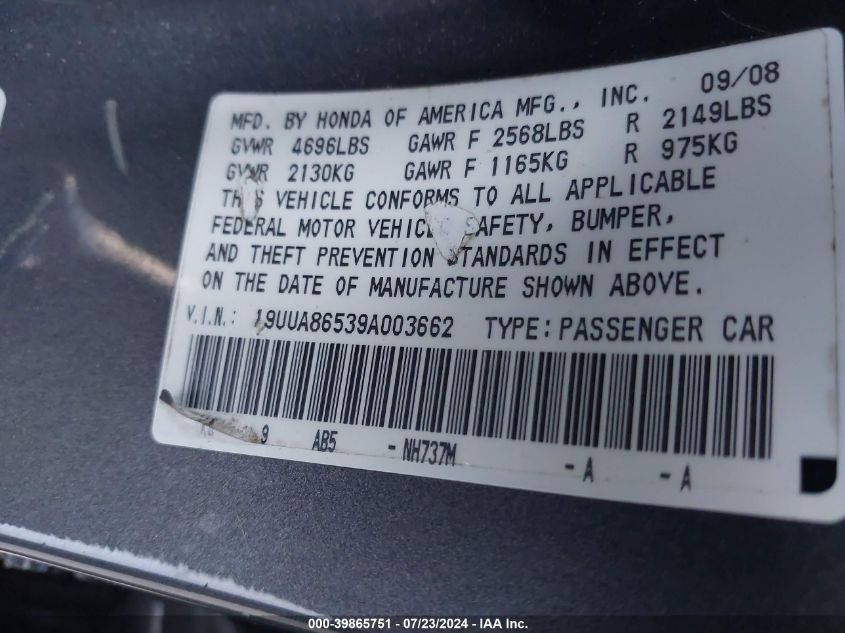 MFD. BY HONDA OF AMERICA MFG., INC. 09/08
GVWR 4696LBS GAWR F 2568LBS R 2149LBS
GVWR 2130KG GAWR F 1165KG R 975KG
THIS VEHICLE CONFORMS TO ALL APPLICABLE
FEDERAL MOTOR VEHICLE SAFETY, BUMPER,
AND THEFT PREVENTION STANDARDS IN EFFECT
ON THE DATE OF MANUFACTURE SHOWN ABOVE.
V.I.N.: 19UUA86539A003662 TYPE:PASSENGER CAR
9 AB5 - NH737M - A - A
000-39865751 / 07/23/2024 - IAA Inc.